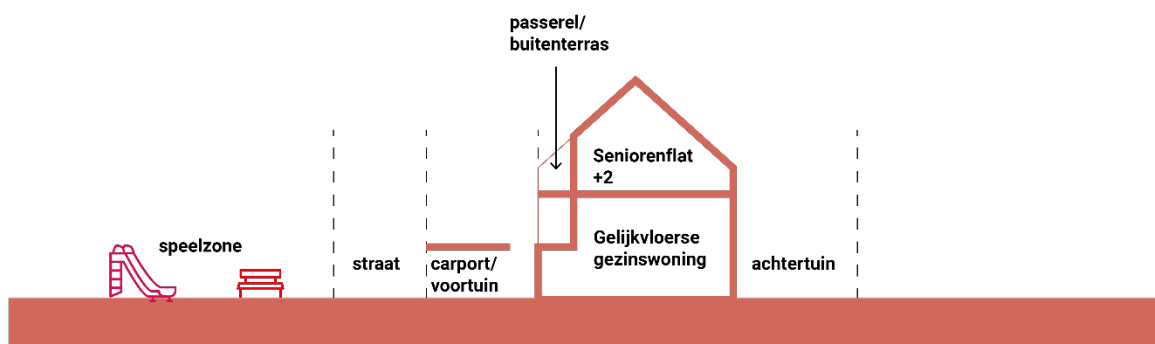 passerel/
buitenterras
Seniorenflat
+2
speelzone
straat
carport/
voortuin
Gelijkvloerse
gezinswoning
achtertuin